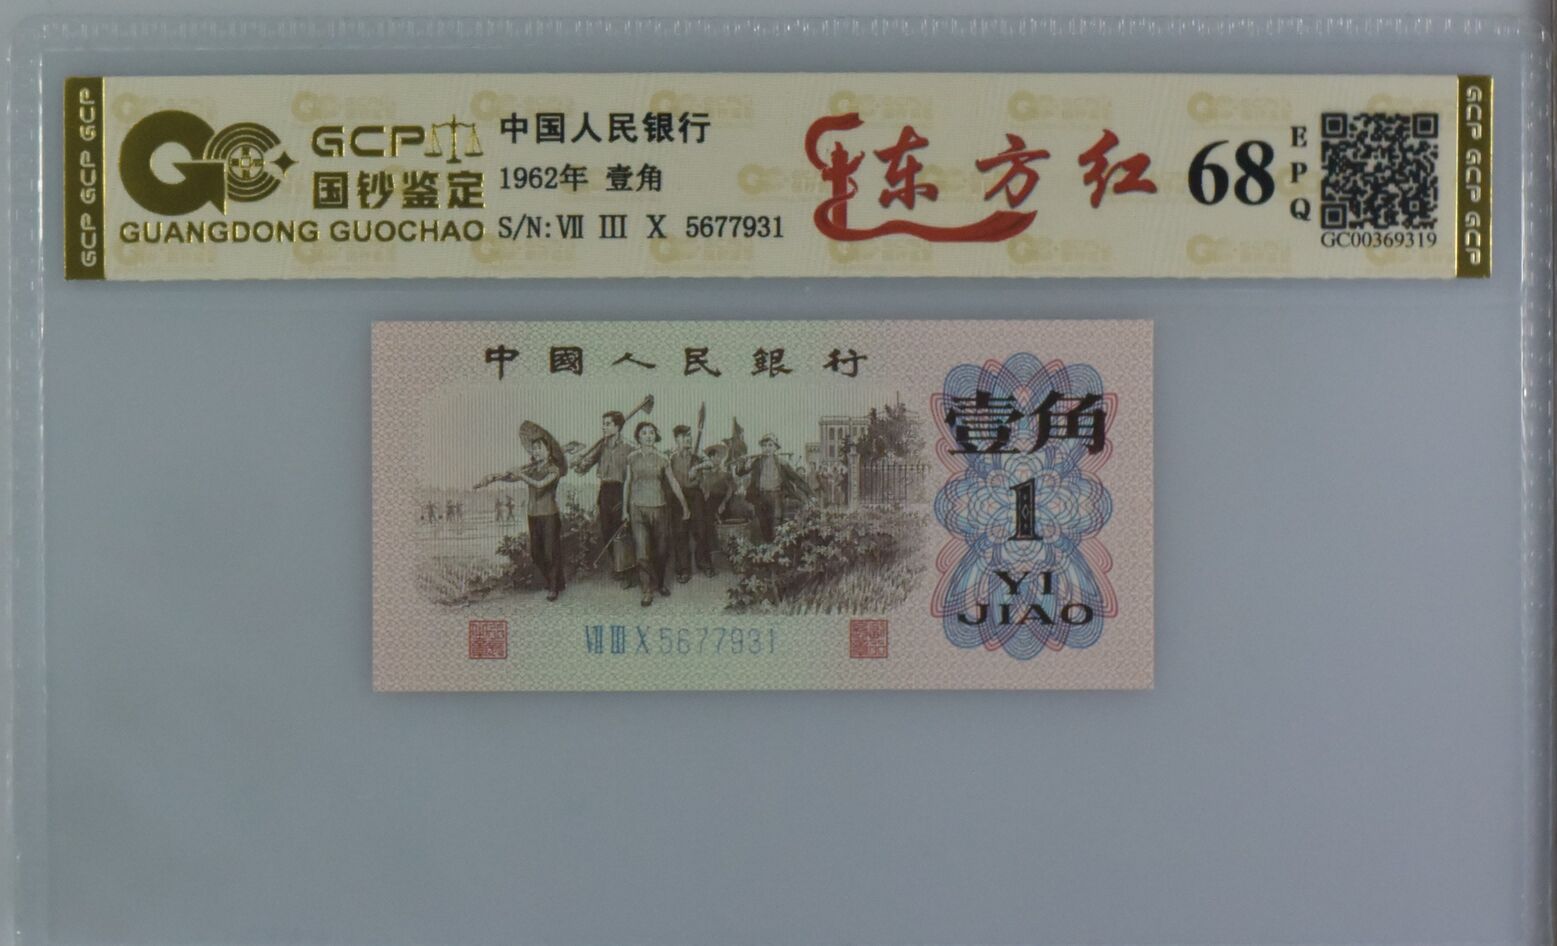 GCP GCP GCP
GCP
国钞鉴定
GUANGDONG GUOCHAO
中国人民银行
1962年 壹角
S/N: Ⅶ Ⅲ Ⅹ 5677931
东方红
68
EPQ
GC00369319
GCP GCP GCP
中國人民銀行
壹角
1
YI
JIAO
Ⅶ Ⅲ Ⅹ 5677931